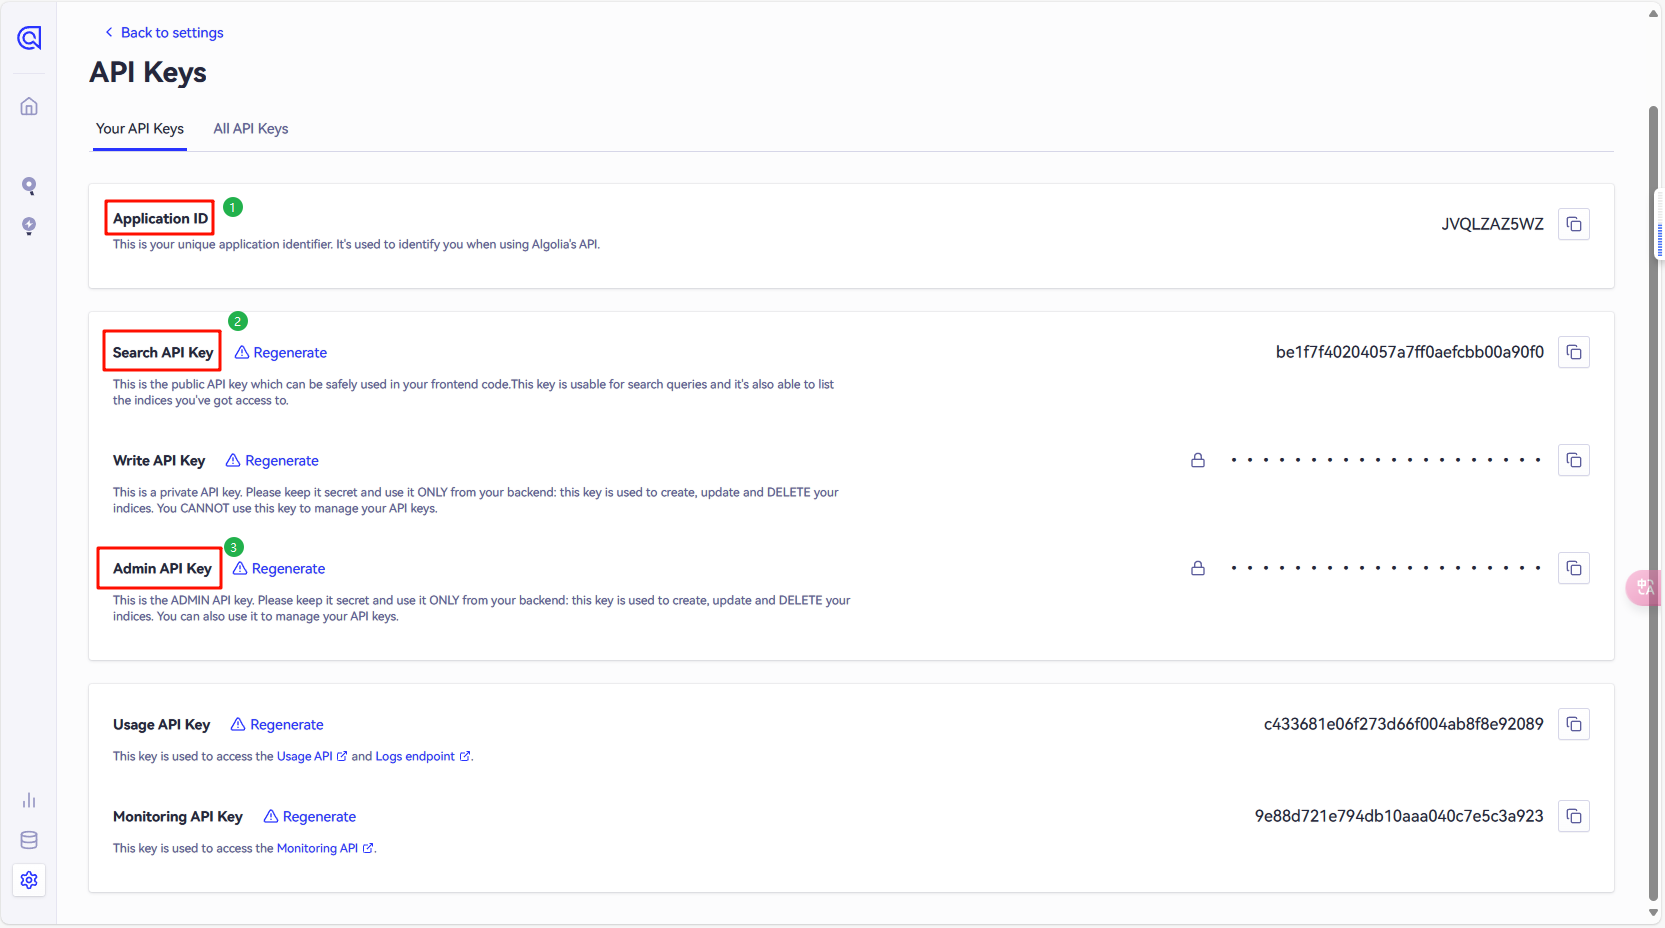 Back to settings
API Keys
Your API Keys
All API Keys
Application ID
1
This is your unique application identifier. It's used to identify you when using Algolia's API.
JVQLZAZ5WZ
2
Search API Key
Regenerate
be1f7f40204057a7ff0aefcbb00a90f0
This is the public API key which can be safely used in your frontend code.This key is usable for search queries and it's also able to list
the indices you've got access to.
Write API Key
Regenerate
This is a private API key. Please keep it secret and use it ONLY from your backend: this key is used to create, update and DELETE your
indices. You CANNOT use this key to manage your API keys.
3
Admin API Key
Regenerate
This is the ADMIN API key. Please keep it secret and use it ONLY from your backend: this key is used to create, update and DELETE your
indices. You can also use it to manage your API keys.
Usage API Key
Regenerate
c433681e06f273d66f004ab8f8e92089
This key is used to access the Usage API and Logs endpoint .
Monitoring API Key
Regenerate
9e88d721e794db10aaa040c7e5c3a923
This key is used to access the Monitoring API .
中
A